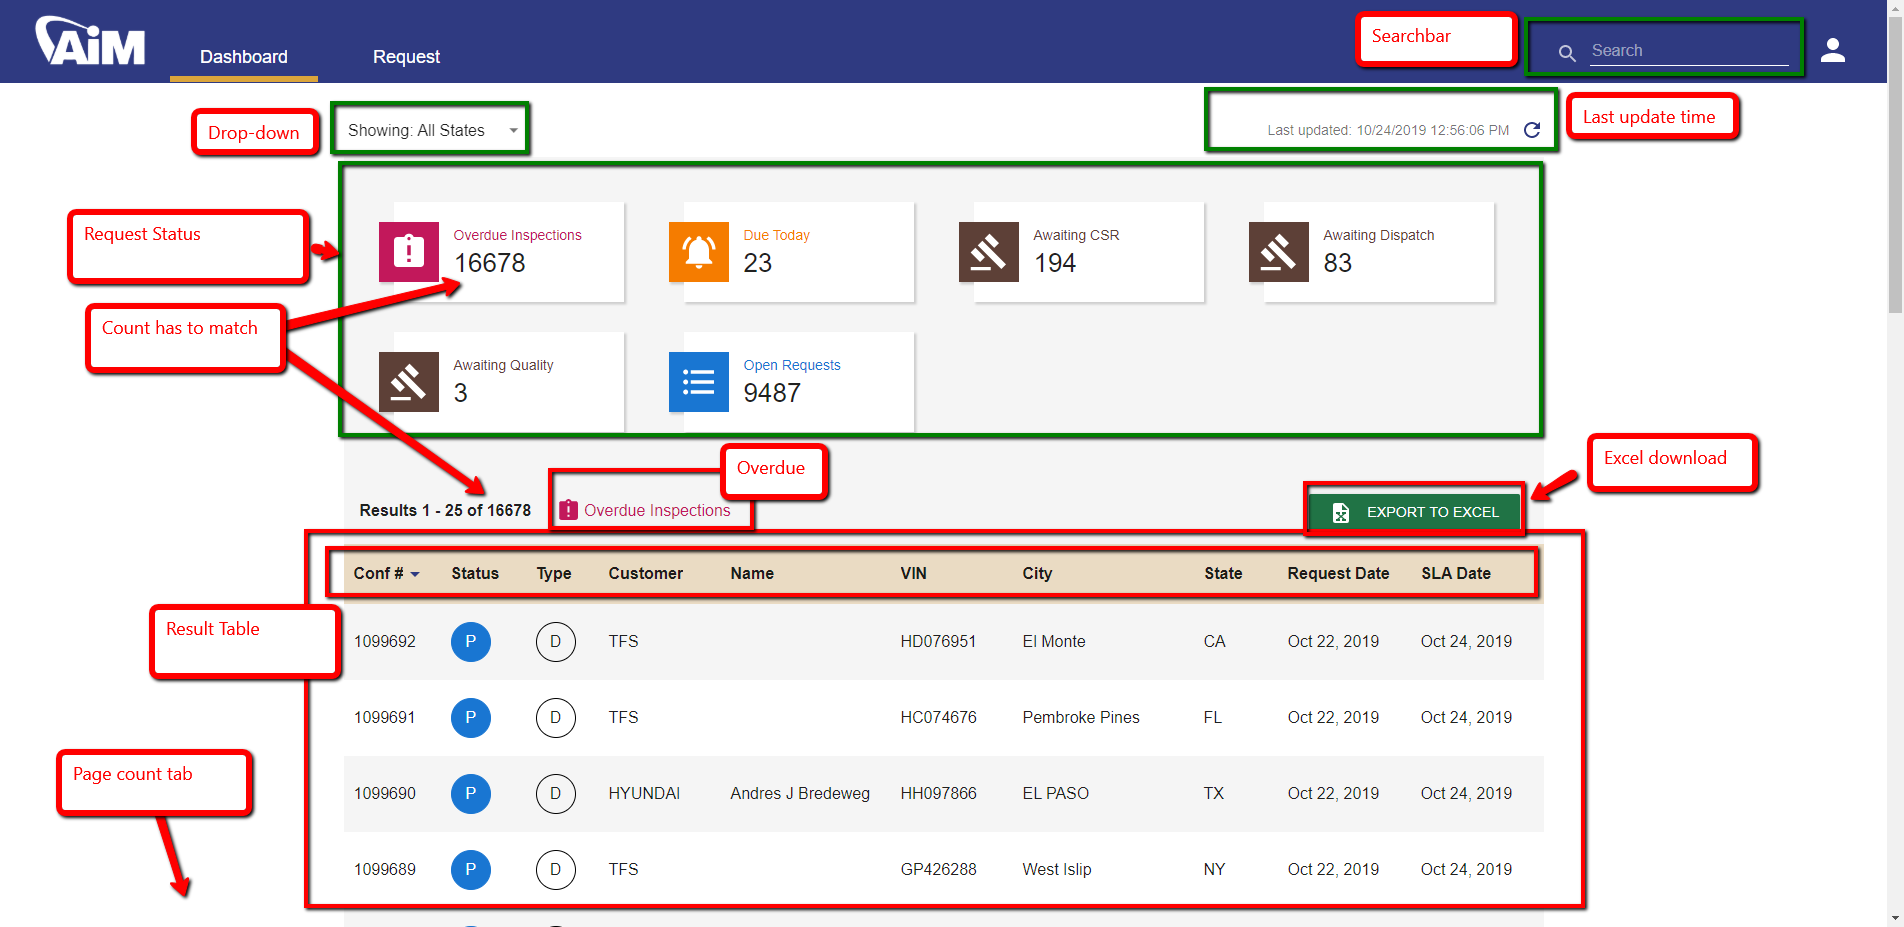 AiM
Dashboard
Request
Searchbar
Search
Drop-down
Showing: All States
Last updated: 10/24/2019 12:56:06 PM
Last update time
Request Status
Overdue Inspections
16678
Due Today
23
Awaiting CSR
194
Awaiting Dispatch
83
Count has to match
Awaiting Quality
3
Open Requests
9487
Overdue
Excel download
Results 1 - 25 of 16678
Overdue Inspections
EXPORT TO EXCEL
Conf # Status Type Customer Name VIN City State Request Date SLA Date
Result Table
1099692 P D TFS HD076951 El Monte CA Oct 22, 2019 Oct 24, 2019
1099691 P D TFS HC074676 Pembroke Pines FL Oct 22, 2019 Oct 24, 2019
Page count tab
1099690 P D HYUNDAI Andres J Bredeweg HH097866 EL PASO TX Oct 22, 2019 Oct 24, 2019
1099689 P D TFS GP426288 West Islip NY Oct 22, 2019 Oct 24, 2019